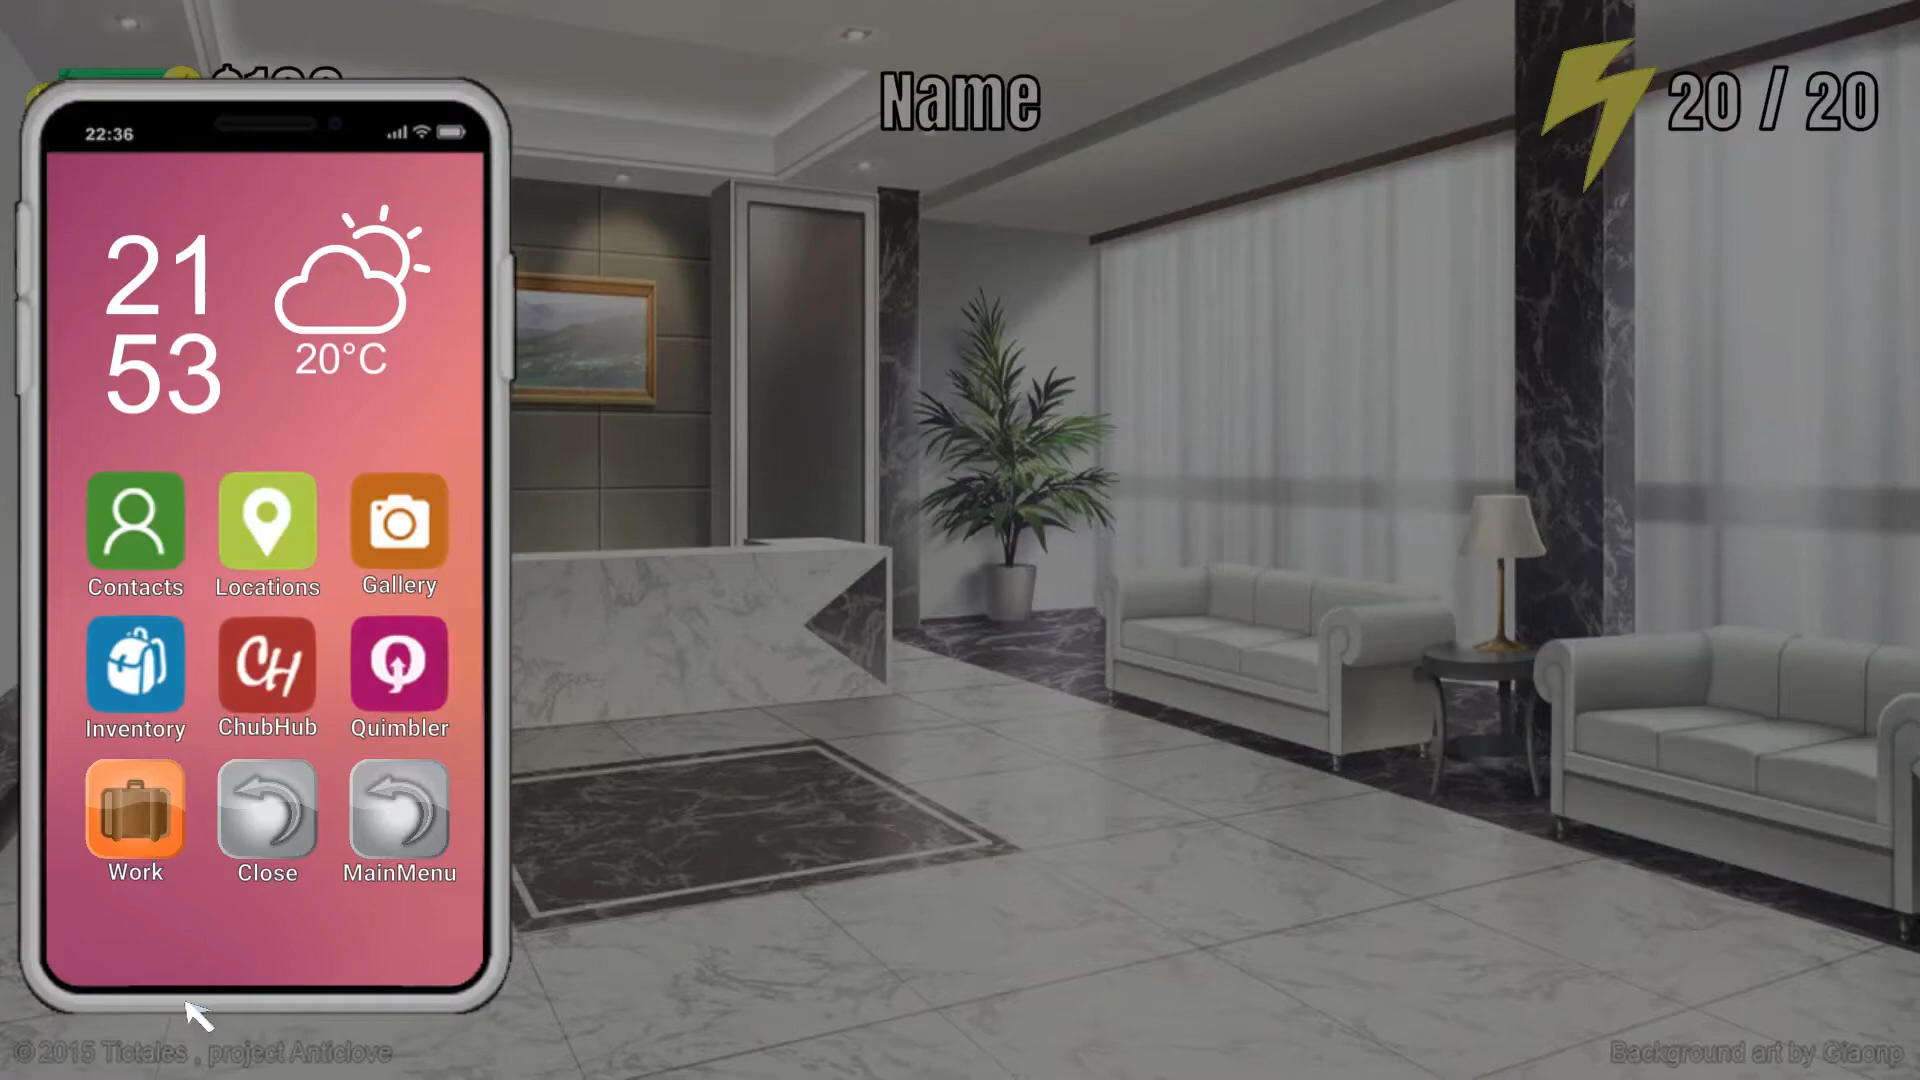 Name
20 / 20
22:36
21
53
20°C
Contacts
Locations
Gallery
Inventory
CH
ChubHub
Quimbler
Work
Close
MainMenu
© 2015 Tictales , project Anticlove
Background art by Giaonp